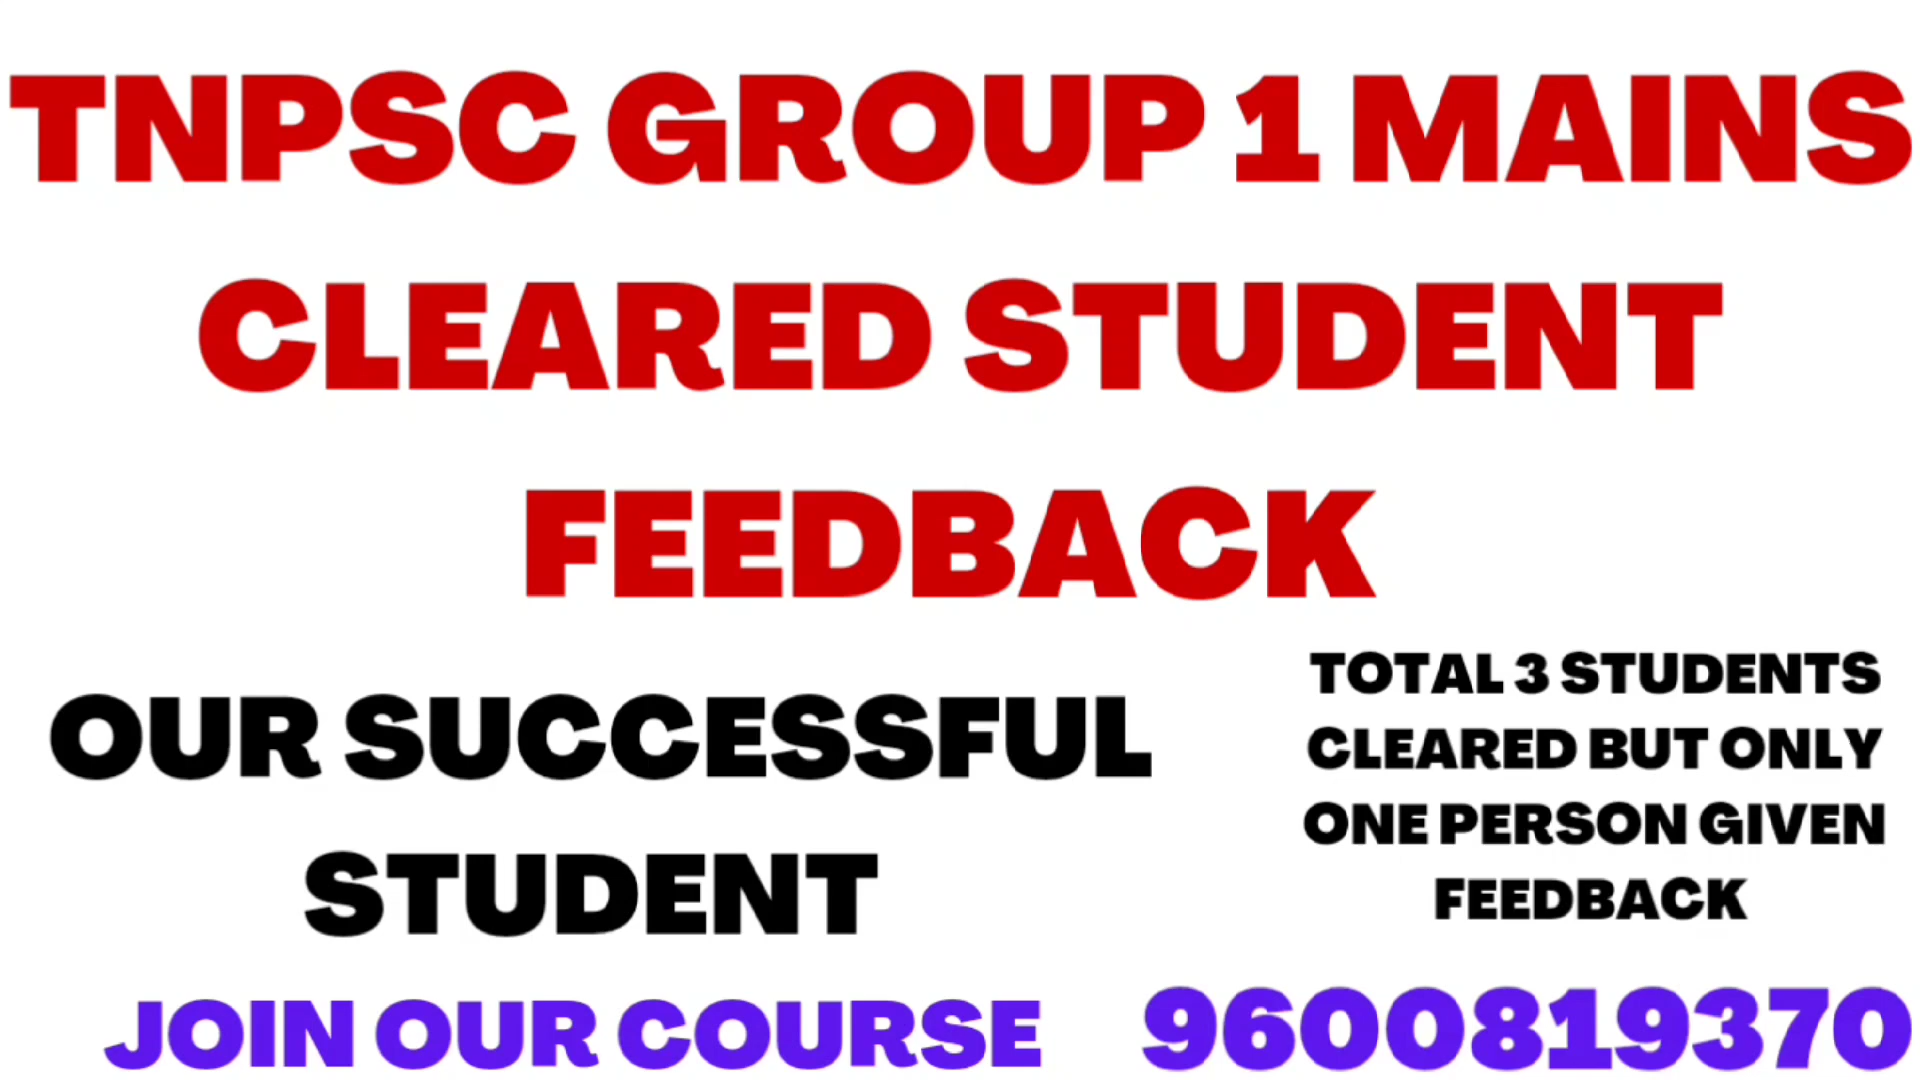 TNPSC GROUP 1 MAINS
CLEARED STUDENT
FEEDBACK
OUR SUCCESSFUL
STUDENT
TOTAL 3 STUDENTS
CLEARED BUT ONLY
ONE PERSON GIVEN
FEEDBACK
JOIN OUR COURSE
9600819370